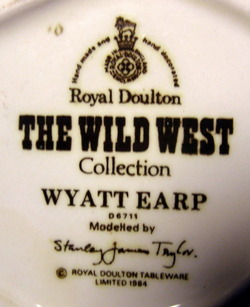 Hand made and hand decorated
Royal Doulton
THE WILD WEST
Collection
WYATT EARP
D6711
Modelled by
Stanley James Taylor.
© ROYAL DOULTON TABLEWARE
LIMITED 1984